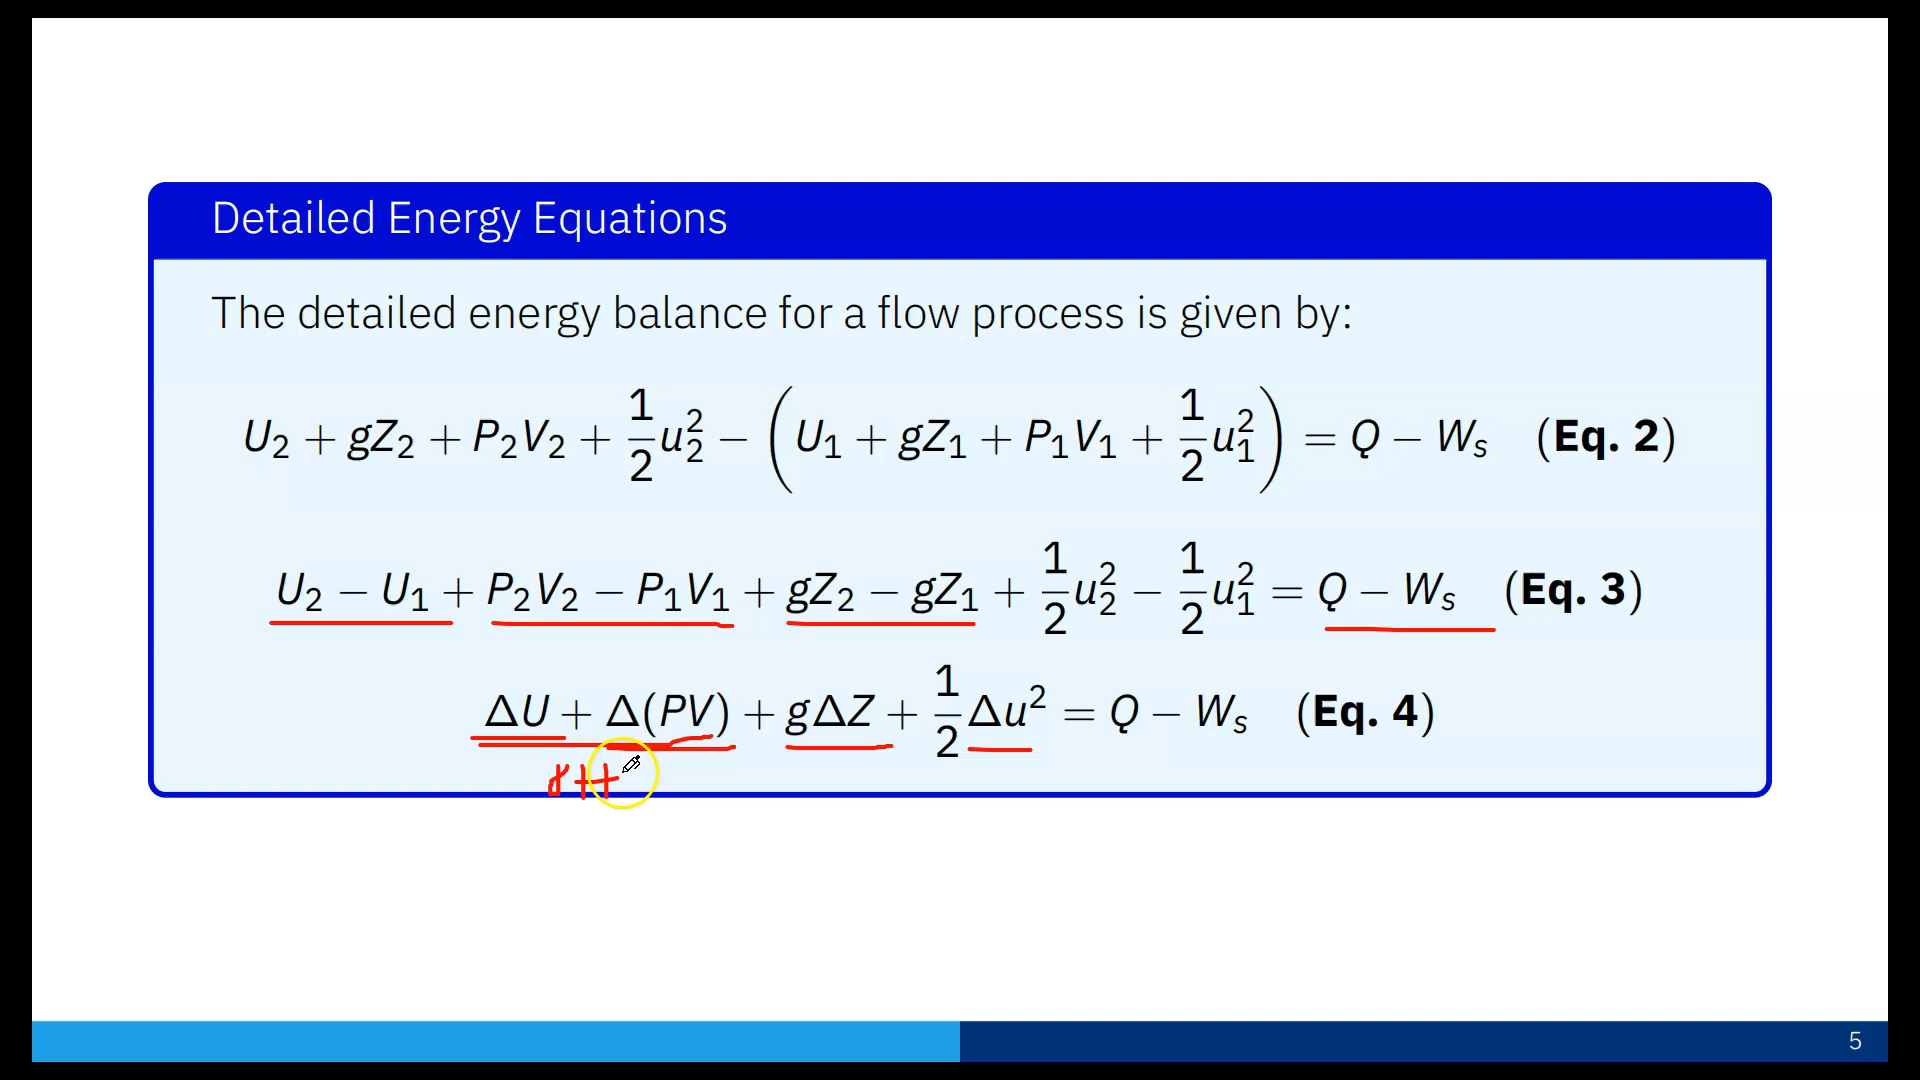 Detailed Energy Equations
The detailed energy balance for a flow process is given by:
U₂ + gZ₂ + P₂V₂ + 1/2 u₂² − (U₁ + gZ₁ + P₁V₁ + 1/2 u₁²) = Q − Wₛ (Eq. 2)
U₂ − U₁ + P₂V₂ − P₁V₁ + gZ₂ − gZ₁ + 1/2 u₂² − 1/2 u₁² = Q − Wₛ (Eq. 3)
ΔU + Δ(PV) + gΔZ + 1/2 Δu² = Q − Wₛ (Eq. 4)
dH
5